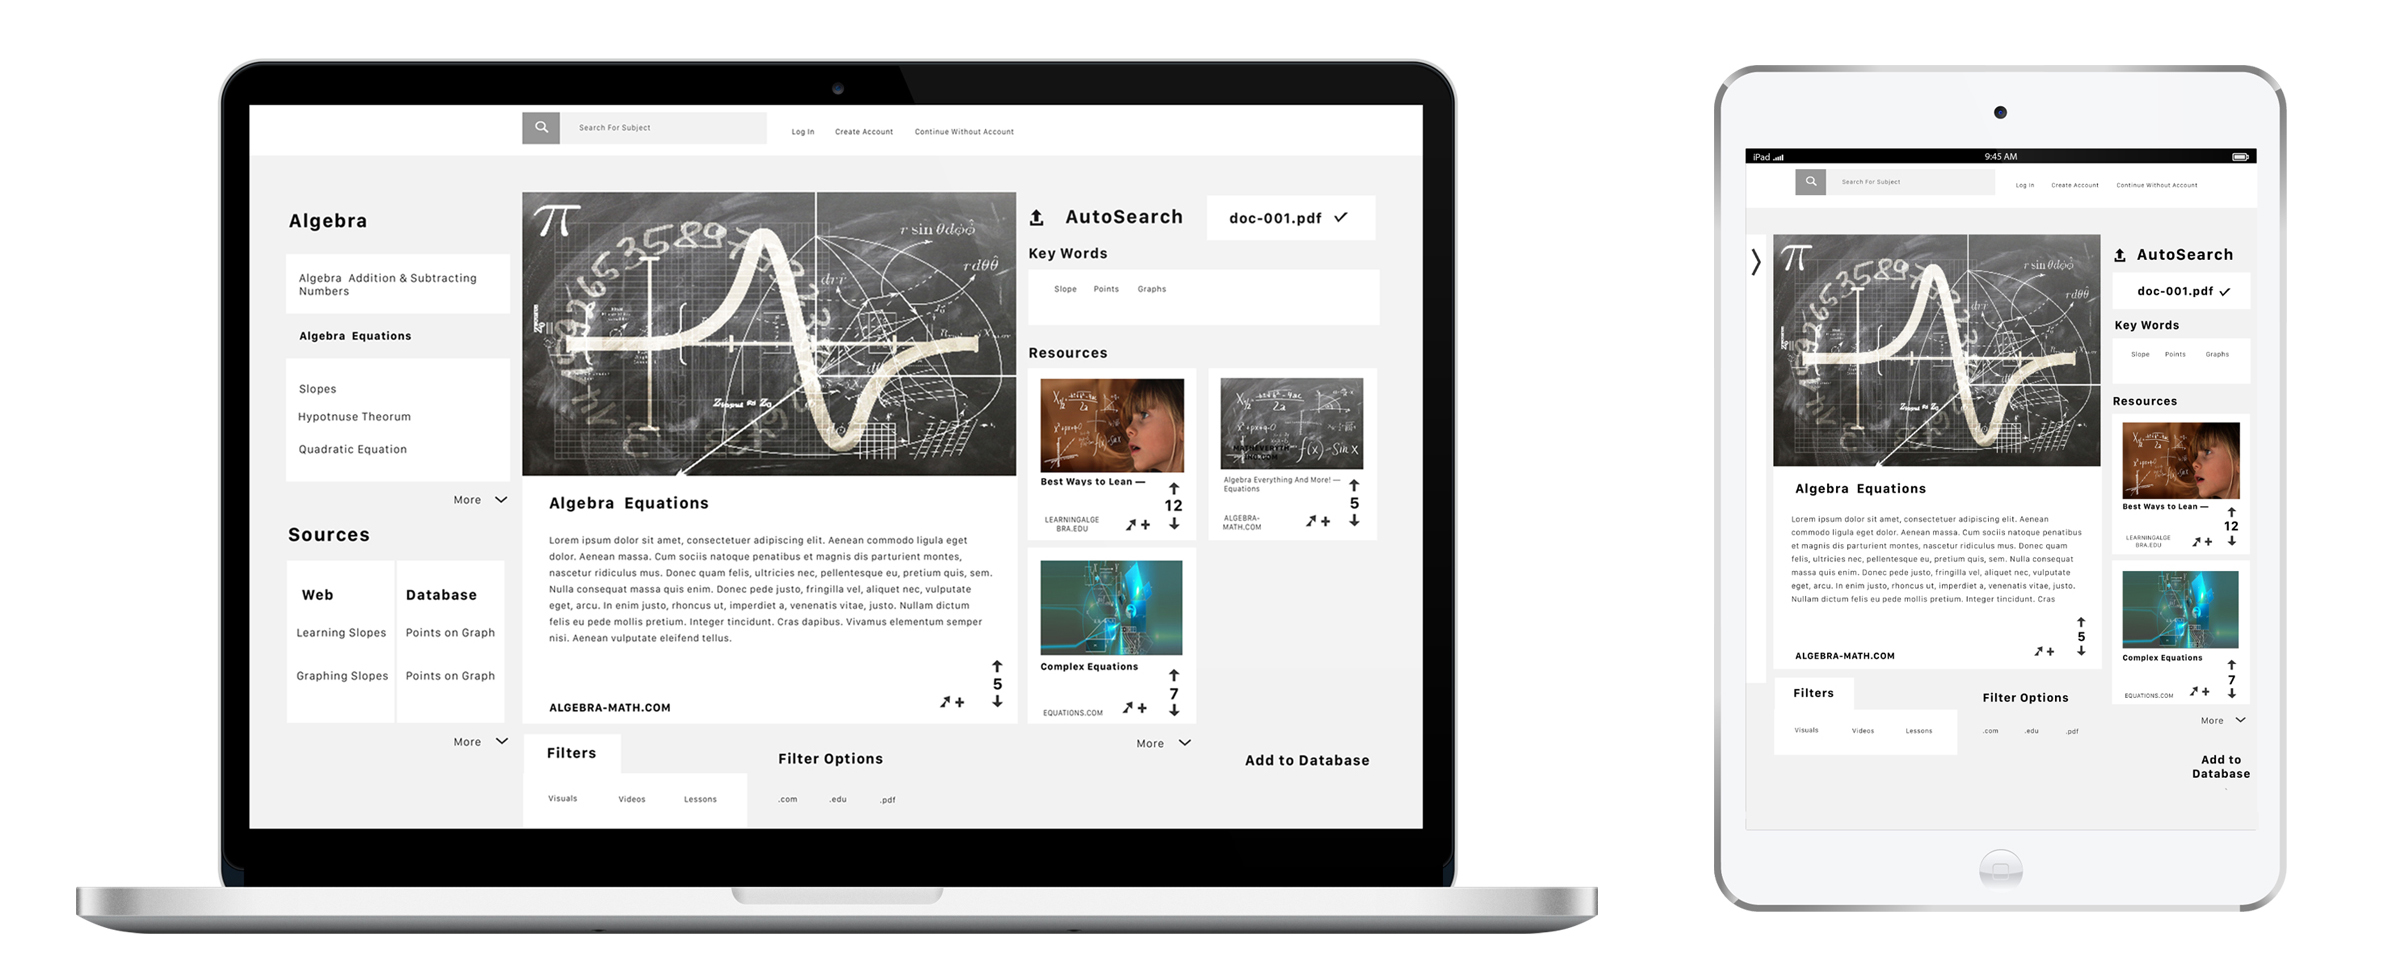 Search For Subject
Log In
Create Account
Continue Without Account
Algebra
Algebra Addition & Subtracting
Numbers
Algebra Equations
Slopes
Hypotnuse Theorum
Quadratic Equation
More
Sources
Web
Database
Learning Slopes
Points on Graph
Graphing Slopes
Points on Graph
More
π
r sin θdϕϕ̂
rdθθ̂
drr̂
Algebra Equations
Lorem ipsum dolor sit amet, consectetuer adipiscing elit. Aenean commodo ligula eget
dolor. Aenean massa. Cum sociis natoque penatibus et magnis dis parturient montes,
nascetur ridiculus mus. Donec quam felis, ultricies nec, pellentesque eu, pretium quis, sem.
Nulla consequat massa quis enim. Donec pede justo, fringilla vel, aliquet nec, vulputate
eget, arcu. In enim justo, rhoncus ut, imperdiet a, venenatis vitae, justo. Nullam dictum
felis eu pede mollis pretium. Integer tincidunt. Cras dapibus. Vivamus elementum semper
nisi. Aenean vulputate eleifend tellus.
5
ALGEBRA-MATH.COM
Filters
Visuals
Videos
Lessons
Filter Options
.com
.edu
.pdf
AutoSearch
doc-001.pdf
Key Words
Slope
Points
Graphs
Resources
Best Ways to Lean —
12
LEARNINGALGE
BRA.EDU
f(x)-Sin x
Algebra Everything And More! —
Equations
5
ALGEBRA-
MATH.COM
Complex Equations
7
EQUATIONS.COM
More
Add to Database
iPad
9:45 AM
Search For Subject
Log In
Create Account
Continue Without Account
π
r sin θdϕϕ̂
rdθθ̂
Algebra Equations
Lorem ipsum dolor sit amet, consectetuer adipiscing elit. Aenean
commodo ligula eget dolor. Aenean massa. Cum sociis natoque penatibus
et magnis dis parturient montes, nascetur ridiculus mus. Donec quam
felis, ultricies nec, pellentesque eu, pretium quis, sem. Nulla consequat
massa quis enim. Donec pede justo, fringilla vel, aliquet nec, vulputate
eget, arcu. In enim justo, rhoncus ut, imperdiet a, venenatis vitae, justo.
Nullam dictum felis eu pede mollis pretium. Integer tincidunt. Cras
5
ALGEBRA-MATH.COM
Filters
Visuals
Videos
Lessons
Filter Options
.com
.edu
.pdf
AutoSearch
doc-001.pdf
Key Words
Slope
Points
Graphs
Resources
Best Ways to Lean —
12
LEARNINGALGE
BRA.EDU
Complex Equations
7
EQUATIONS.COM
More
Add to
Database